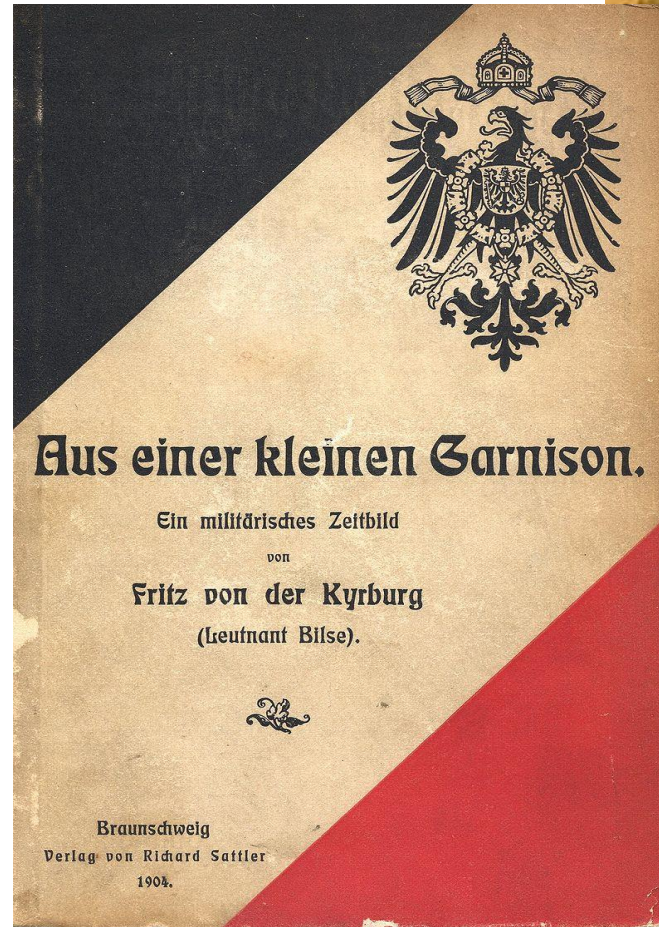 Aus einer kleinen Garnison.
Ein militärisches Zeitbild
von
Fritz von der Kyrburg
(Leutnant Bilse).
Braunschweig
Verlag von Richard Sattler
1904.